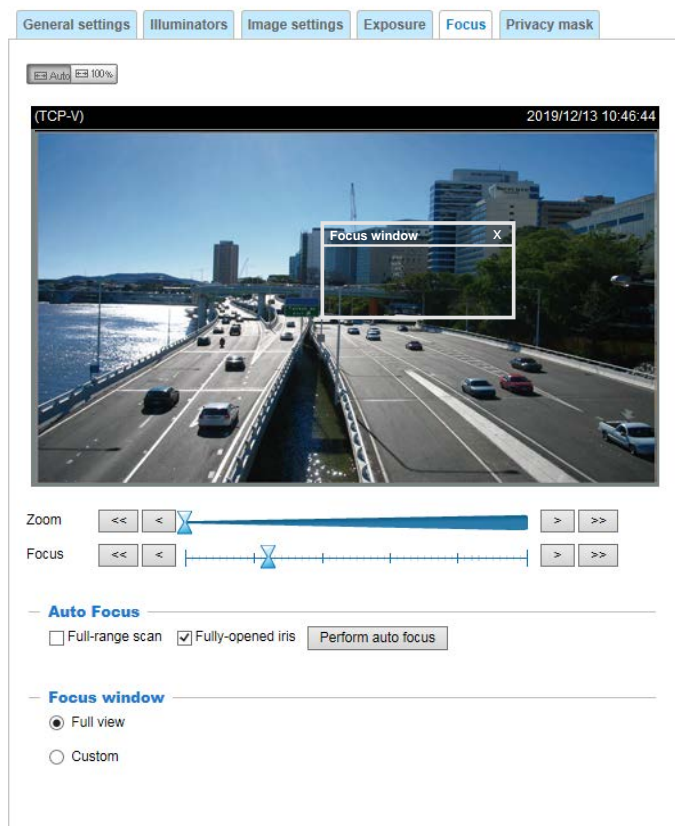 General settings Illuminators Image settings Exposure Focus Privacy mask
Auto 100%
(TCP-V) 2019/12/13 10:46:44
Focus window X
Zoom << < > >>
Focus << < > >>
Auto Focus
Full-range scan Fully-opened iris Perform auto focus
Focus window
Full view
Custom